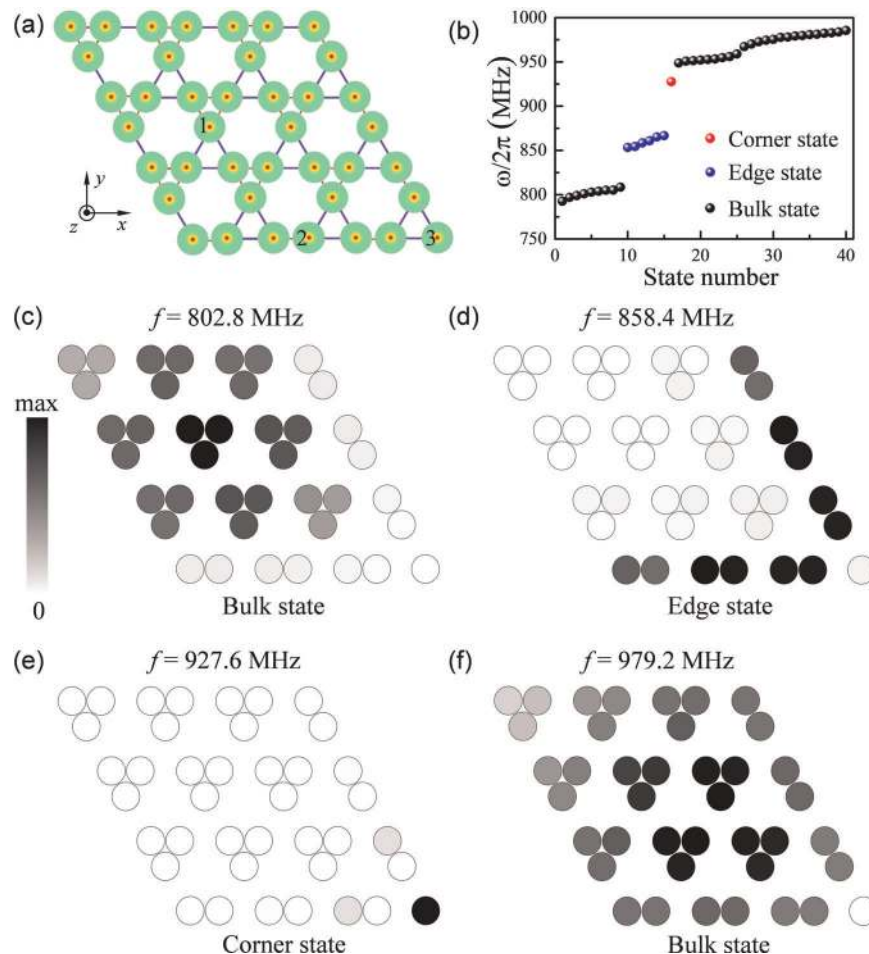 (a)
1
2
3
y
z
x
(b)
ω/2π (MHz)
1000
950
900
850
800
750
0
10
20
30
40
State number
Corner state
Edge state
Bulk state
(c)
f = 802.8 MHz
max
0
Bulk state
(d)
f = 858.4 MHz
Edge state
(e)
f = 927.6 MHz
Corner state
(f)
f = 979.2 MHz
Bulk state